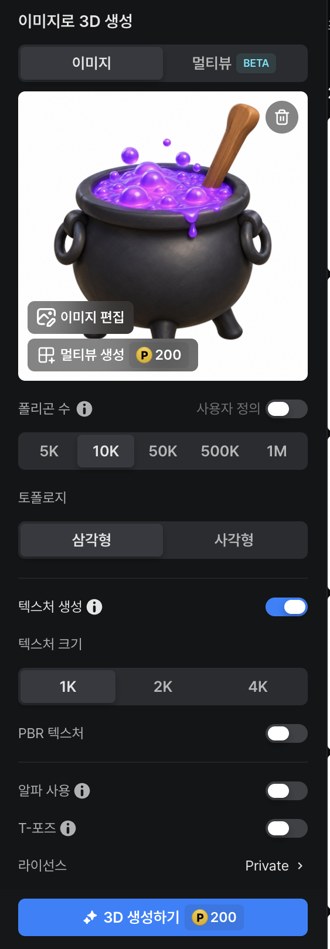 이미지로 3D 생성
이미지 멀티뷰 BETA
이미지 편집
멀티뷰 생성 P 200
폴리곤 수 i 사용자 정의
5K 10K 50K 500K 1M
토폴로지
삼각형 사각형
텍스처 생성 i
텍스처 크기
1K 2K 4K
PBR 텍스처
알파 사용 i
T-포즈 i
라이선스 Private >
3D 생성하기 P 200